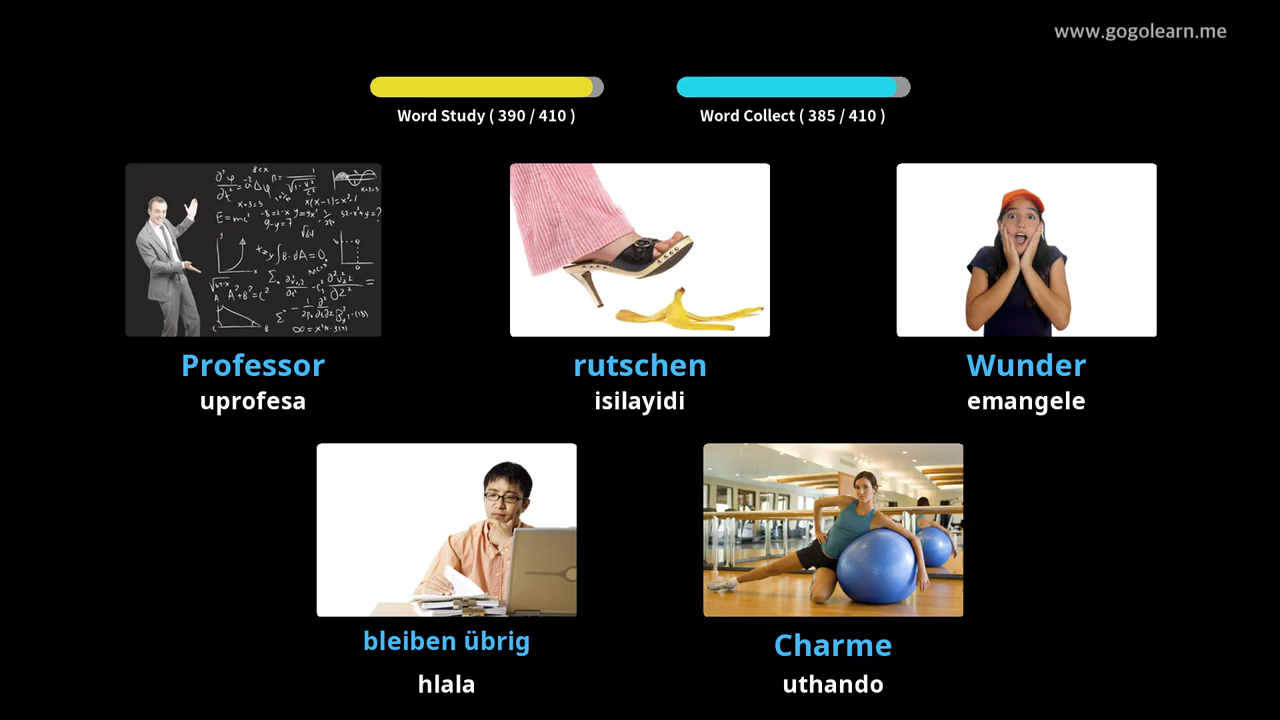 www.gogolearn.me
Word Study ( 390 / 410 )
Word Collect ( 385 / 410 )
Professor
uprofesa
rutschen
isilayidi
Wunder
emangele
bleiben übrig
hlala
Charme
uthando